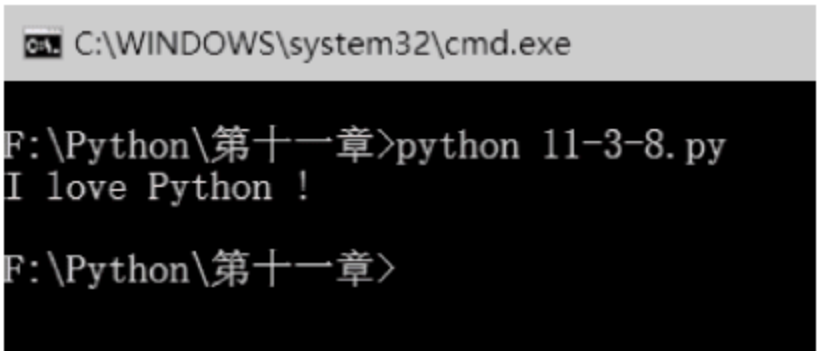 C:\WINDOWS\system32\cmd.exe
F:\Python\第十一章>python 11-3-8.py
I love Python !
F:\Python\第十一章>